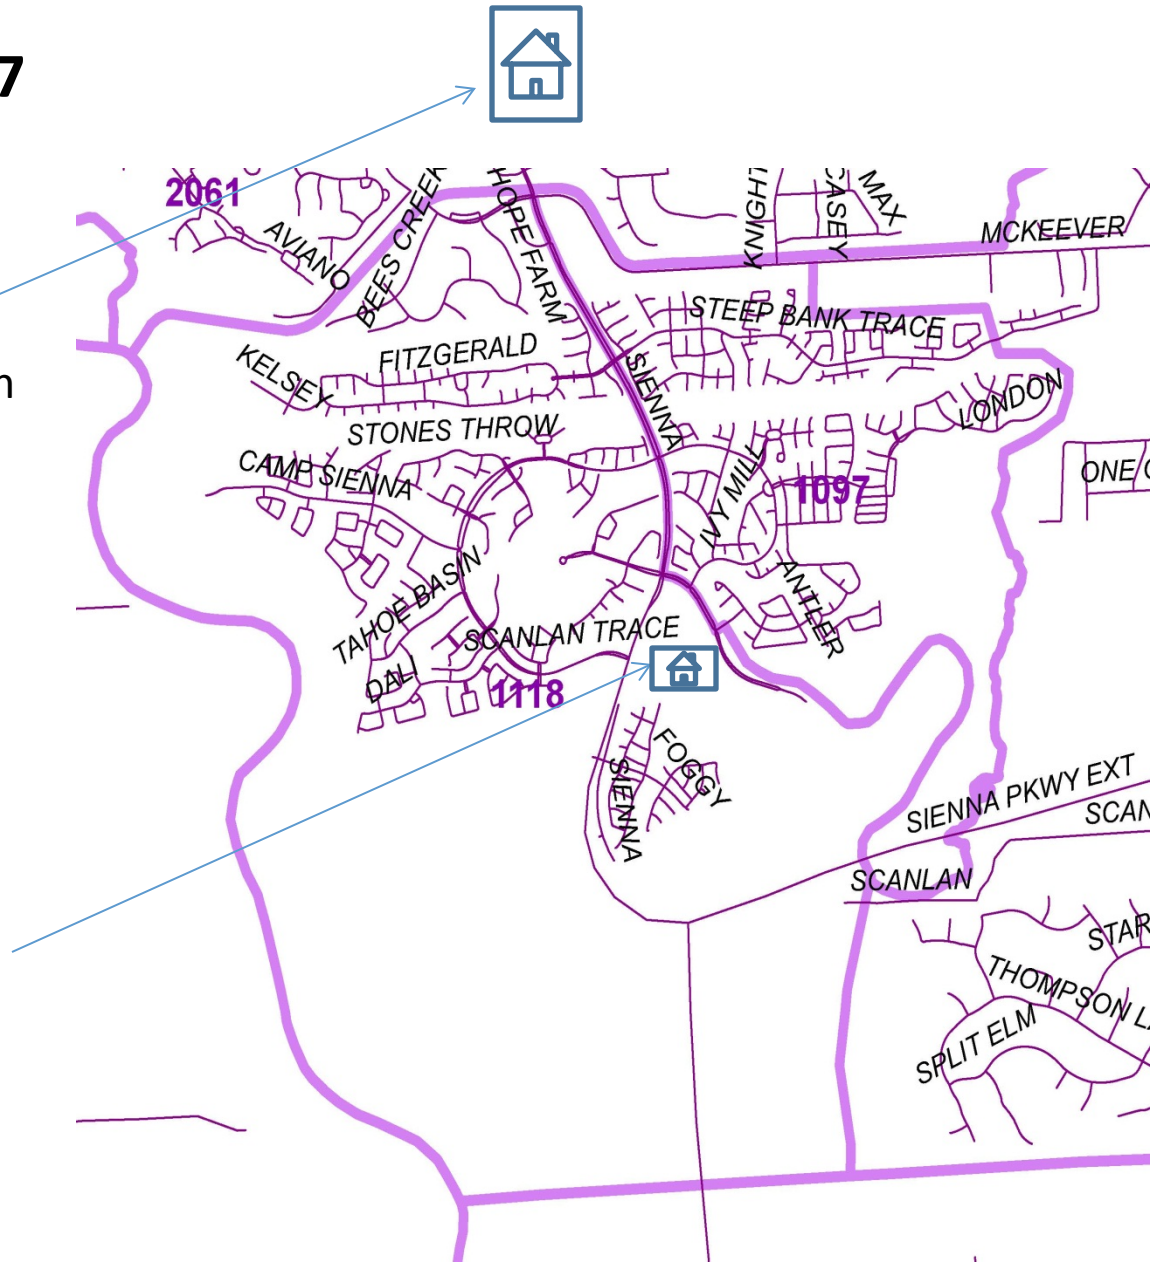 7
2061
AVIANO
BEES CREEK
HOPE FARM
KNIGHT
CASEY
MAX
MCKEEVER
STEEP BANK TRACE
n
KELSEY
FITZGERALD
SIENNA
LONDON
STONES THROW
CAMP SIENNA
IVY MILL
1097
ONE
TAHOE BASIN
ANTLER
SCANLAN TRACE
DALI
1118
FOGGY
SIENNA
SIENNA PKWY EXT
SCAN
SCANLAN
STAR
THOMPSON L
SPLIT ELM